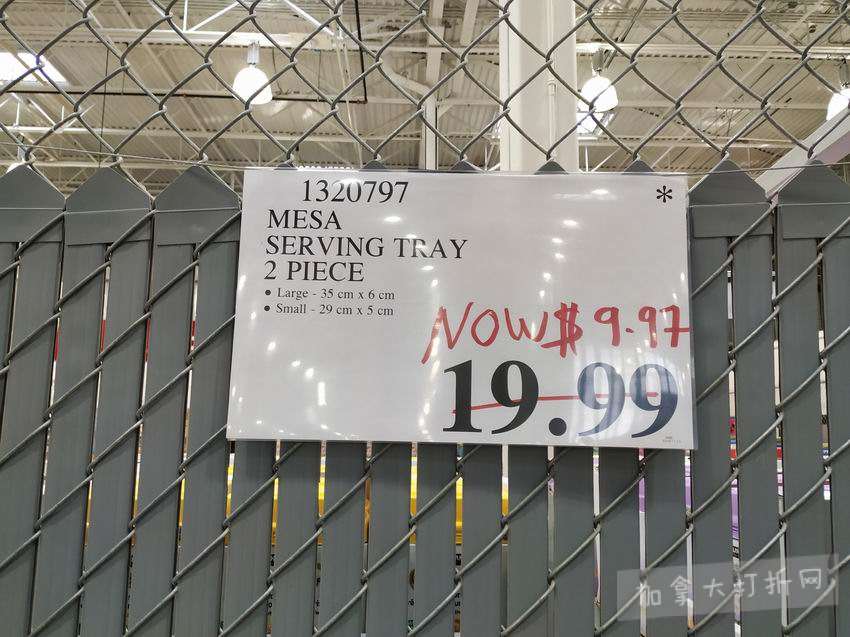 1320797
*
MESA
SERVING TRAY
2 PIECE
• Large - 35 cm x 6 cm
• Small - 29 cm x 5 cm
NOW $ 9.97
19.99
加拿大打折网